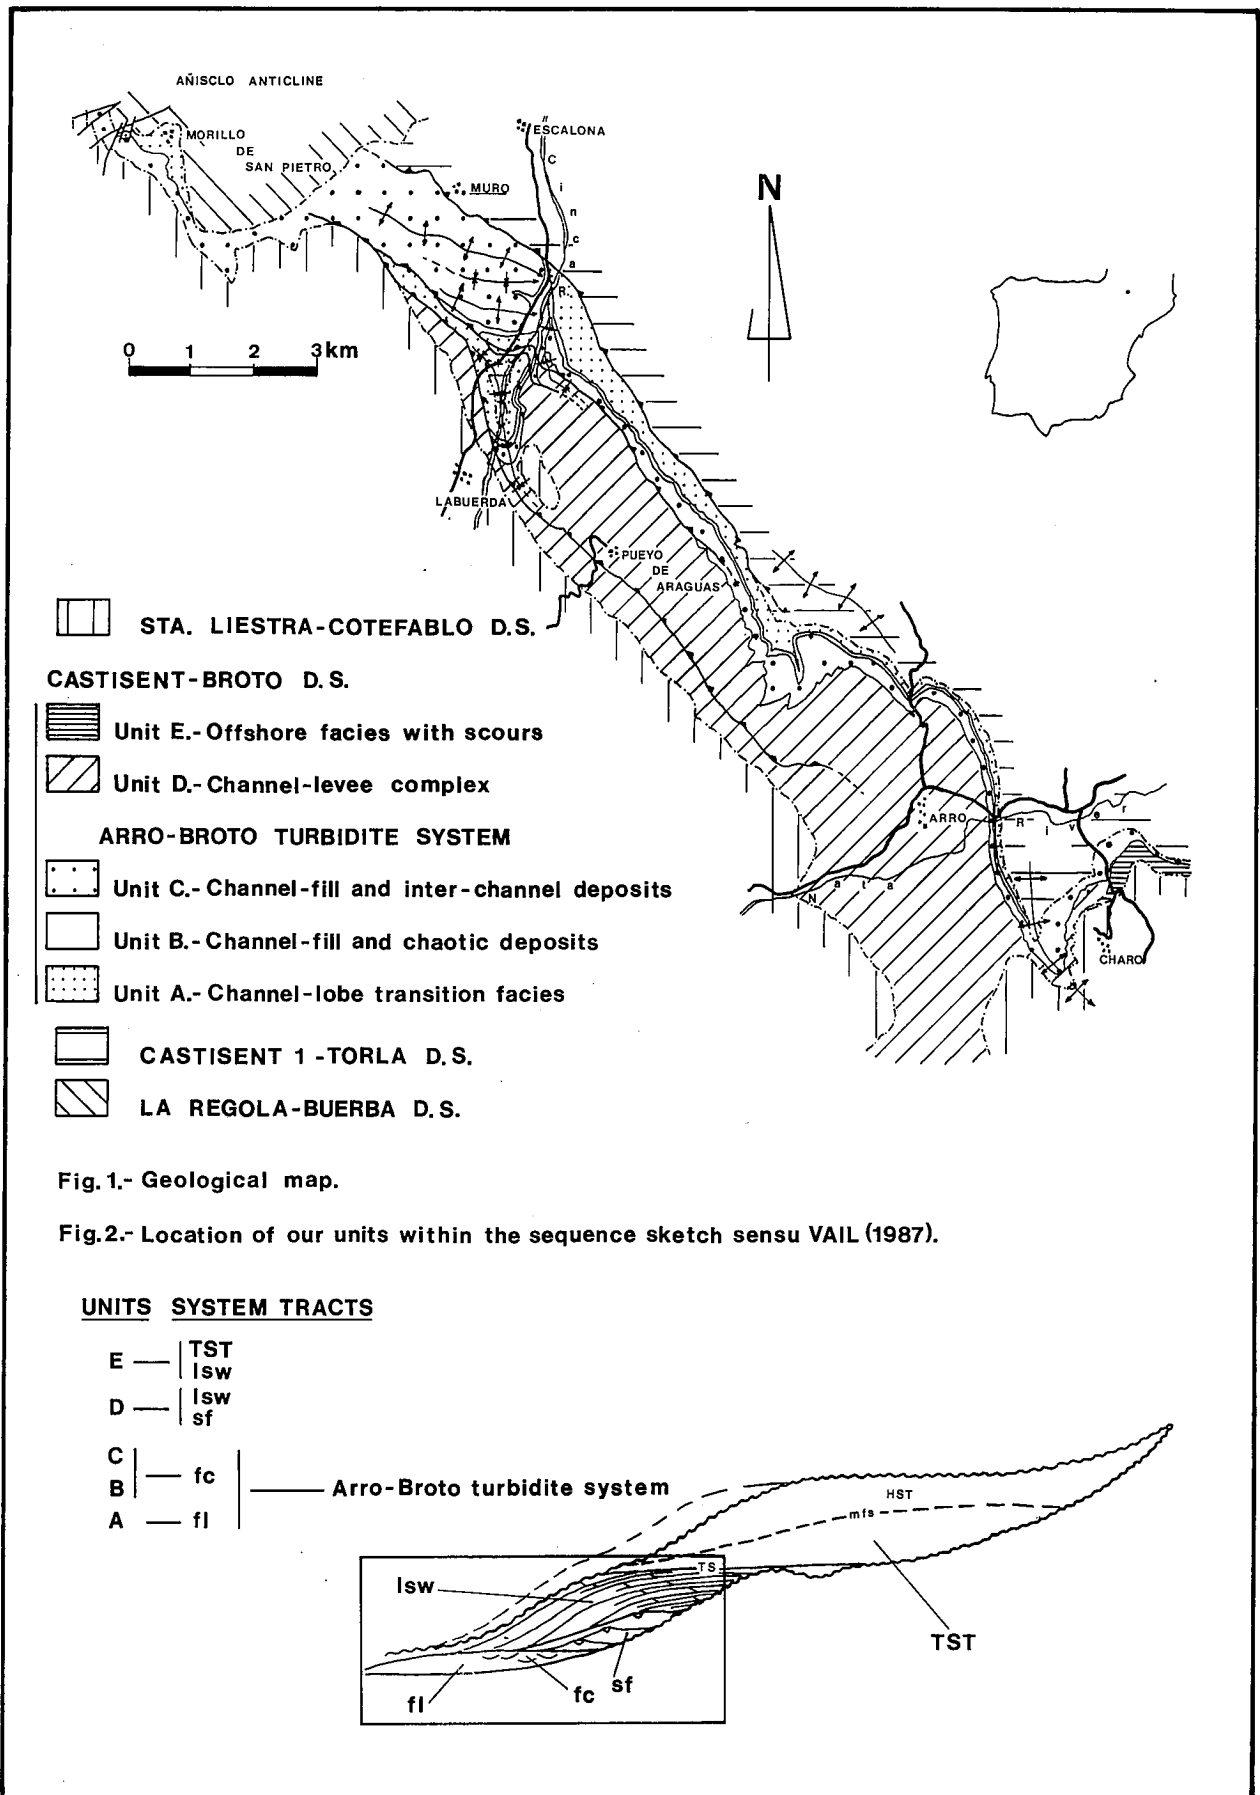 AÑISCLO ANTICLINE
ESCALONA
MORILLO
DE
SAN PIETRO
MURO
C
i
n
c
a
R.
N
0 1 2 3 km
LABUERDA
PUEYO
DE
ARAGUAS
STA. LIESTRA-COTEFABLO D.S.
CASTISENT-BROTO D.S.
Unit E.- Offshore facies with scours
Unit D.- Channel-levee complex
ARRO-BROTO TURBIDITE SYSTEM
Unit C.- Channel-fill and inter-channel deposits
Unit B.- Channel-fill and chaotic deposits
Unit A.- Channel-lobe transition facies
CASTISENT 1 -TORLA D.S.
LA REGOLA-BUERBA D.S.
ARRO
R i v r
N a t a
CHARO
Fig.1.- Geological map.
Fig.2.- Location of our units within the sequence sketch sensu VAIL (1987).
UNITS SYSTEM TRACTS
E — TST
lsw
D — lsw
sf
C
B — fc
A — fl
Arro-Broto turbidite system
HST
mfs
TS
lsw
TST
sf
fc
fl